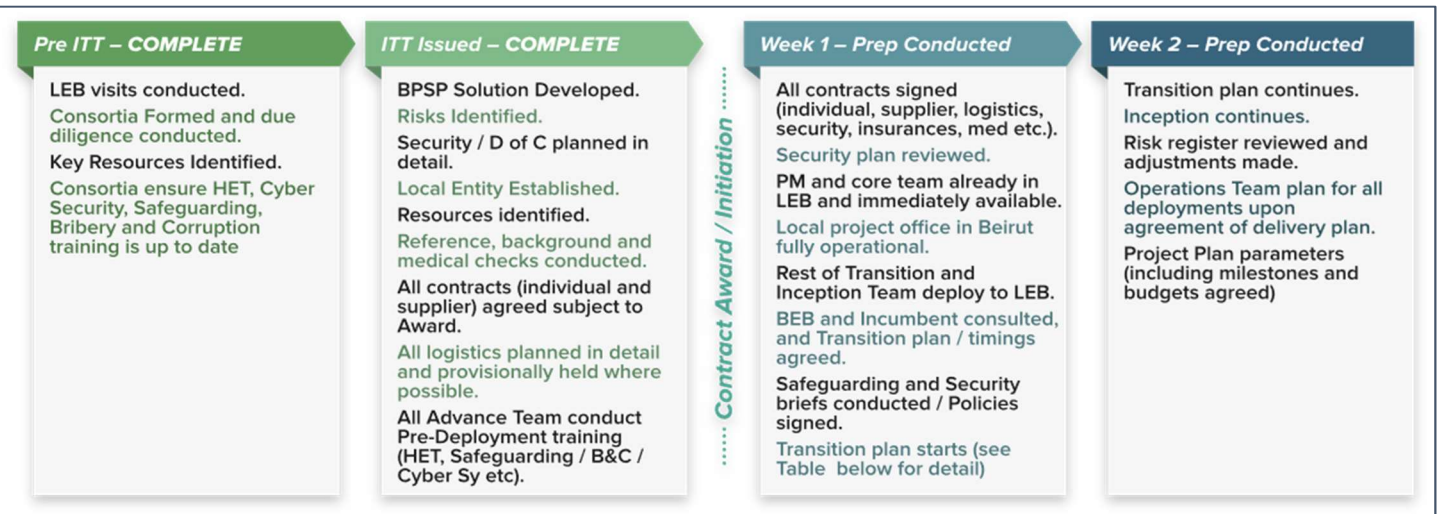 Pre ITT – COMPLETE
LEB visits conducted.
Consortia Formed and due
diligence conducted.
Key Resources Identified.
Consortia ensure HET, Cyber
Security, Safeguarding,
Bribery and Corruption
training is up to date
ITT Issued – COMPLETE
BPSP Solution Developed.
Risks Identified.
Security / D of C planned in
detail.
Local Entity Established.
Resources identified.
Reference, background and
medical checks conducted.
All contracts (individual and
supplier) agreed subject to
Award.
All logistics planned in detail
and provisionally held where
possible.
All Advance Team conduct
Pre-Deployment training
(HET, Safeguarding / B&C /
Cyber Sy etc).
Contract Award / Initiation
Week 1 – Prep Conducted
All contracts signed
(individual, supplier, logistics,
security, insurances, med etc.).
Security plan reviewed.
PM and core team already in
LEB and immediately available.
Local project office in Beirut
fully operational.
Rest of Transition and
Inception Team deploy to LEB.
BEB and Incumbent consulted,
and Transition plan / timings
agreed.
Safeguarding and Security
briefs conducted / Policies
signed.
Transition plan starts (see
Table below for detail)
Week 2 – Prep Conducted
Transition plan continues.
Inception continues.
Risk register reviewed and
adjustments made.
Operations Team plan for all
deployments upon
agreement of delivery plan.
Project Plan parameters
(including milestones and
budgets agreed)